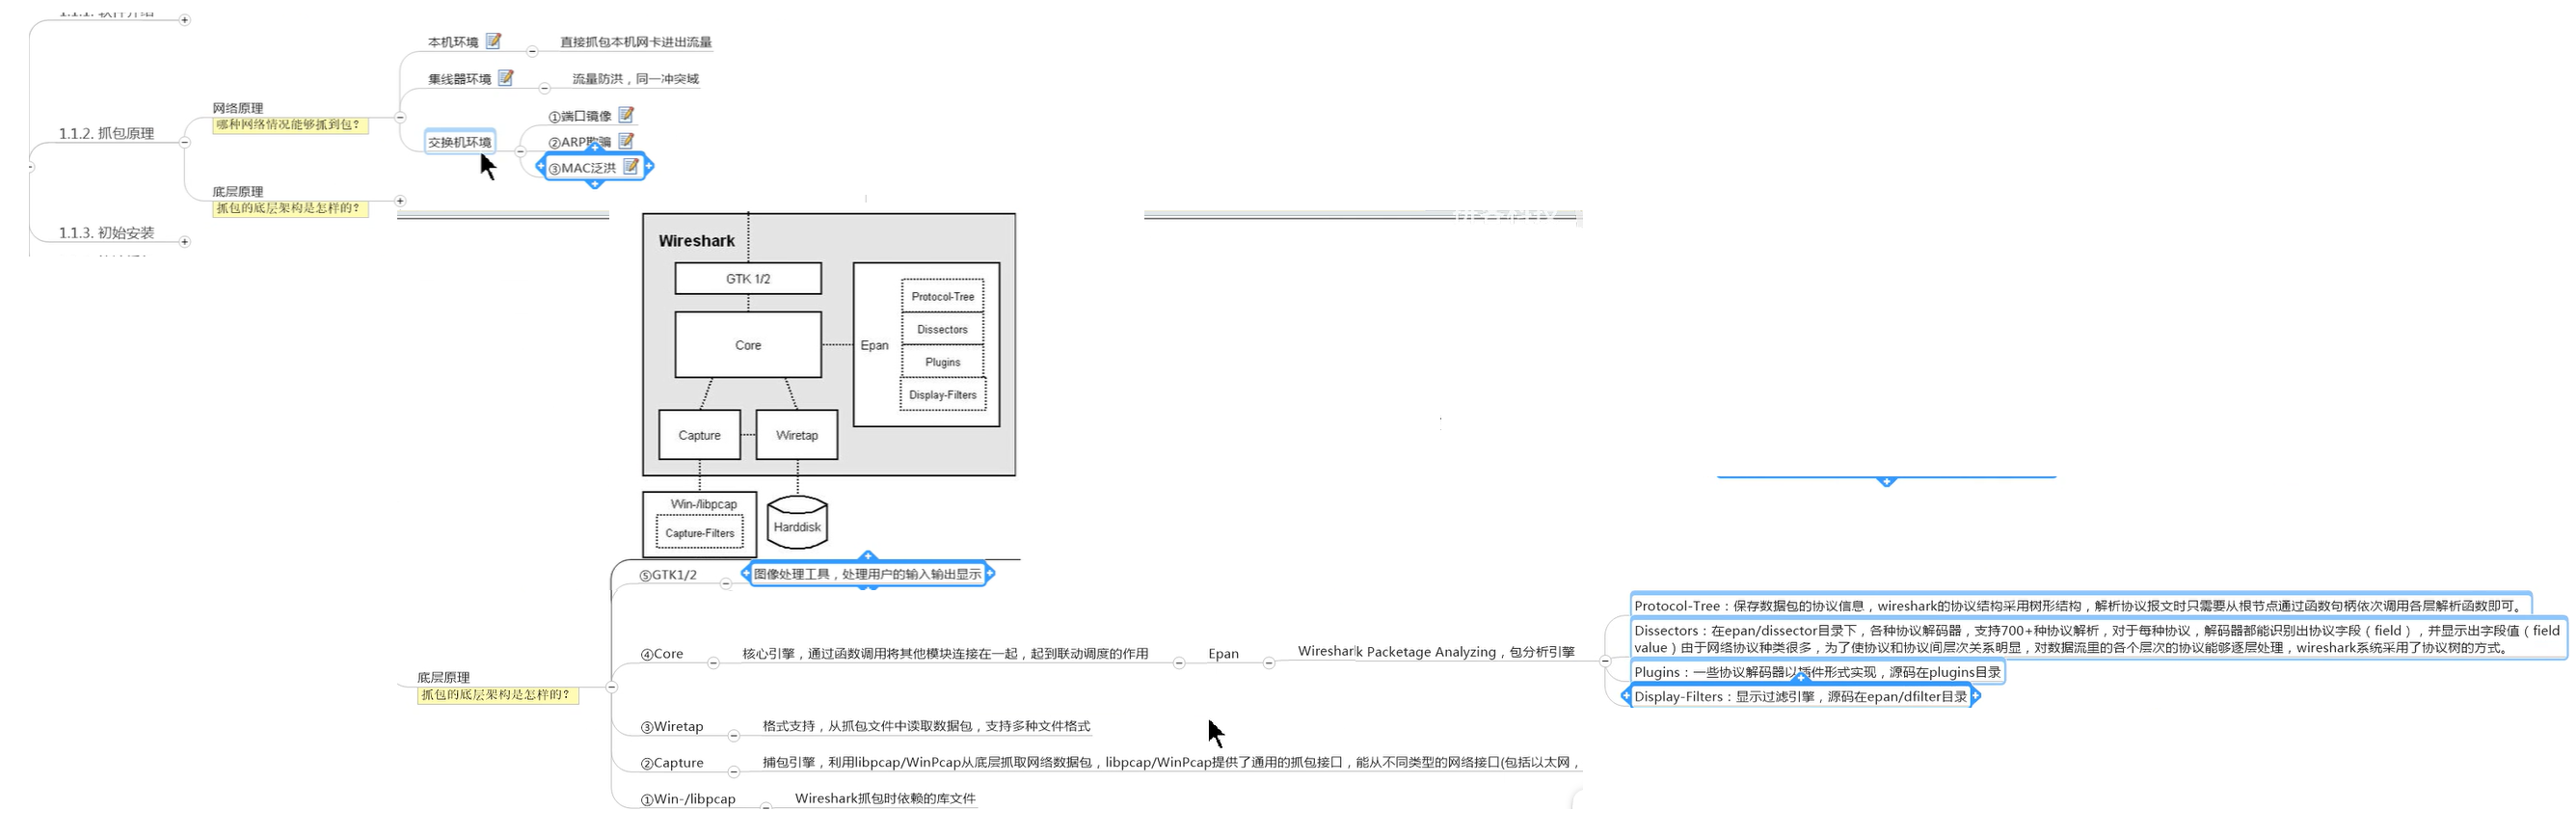 1.1.1. 软件介绍
本机环境
直接抓包本机网卡进出流量
集线器环境
流量防洪，同一冲突域
网络原理
哪种网络情况能够抓到包？
①端口镜像
1.1.2. 抓包原理
交换机环境
②ARP欺骗
③MAC泛洪
底层原理
抓包的底层架构是怎样的？
1.1.3. 初始安装
Wireshark
GTK 1/2
Protocol-Tree
Dissectors
Core
Epan
Plugins
Display-Filters
Capture
Wiretap
Win-/libpcap
Capture-Filters
Harddisk
⑤GTK1/2
图像处理工具，处理用户的输入输出显示
④Core
核心引擎，通过函数调用将其他模块连接在一起，起到联动调度的作用
Epan
Wireshark Packetage Analyzing，包分析引擎
Protocol-Tree：保存数据包的协议信息，wireshark的协议结构采用树形结构，解析协议报文时只需要从根节点通过函数句柄依次调用各层解析函数即可。
Dissectors：在epan/dissector目录下，各种协议解码器，支持700+种协议解析，对于每种协议，解码器都能识别出协议字段（field），并显示出字段值（field
value）由于网络协议种类很多，为了使协议和协议间层次关系明显，对数据流里的各个层次的协议能够逐层处理，wireshark系统采用了协议树的方式。
Plugins：一些协议解码器以插件形式实现，源码在plugins目录
Display-Filters：显示过滤引擎，源码在epan/dfilter目录
底层原理
抓包的底层架构是怎样的？
③Wiretap
格式支持，从抓包文件中读取数据包，支持多种文件格式
②Capture
捕包引擎，利用libpcap/WinPcap从底层抓取网络数据包，libpcap/WinPcap提供了通用的抓包接口，能从不同类型的网络接口(包括以太网，
①Win-/libpcap
Wireshark抓包时依赖的库文件